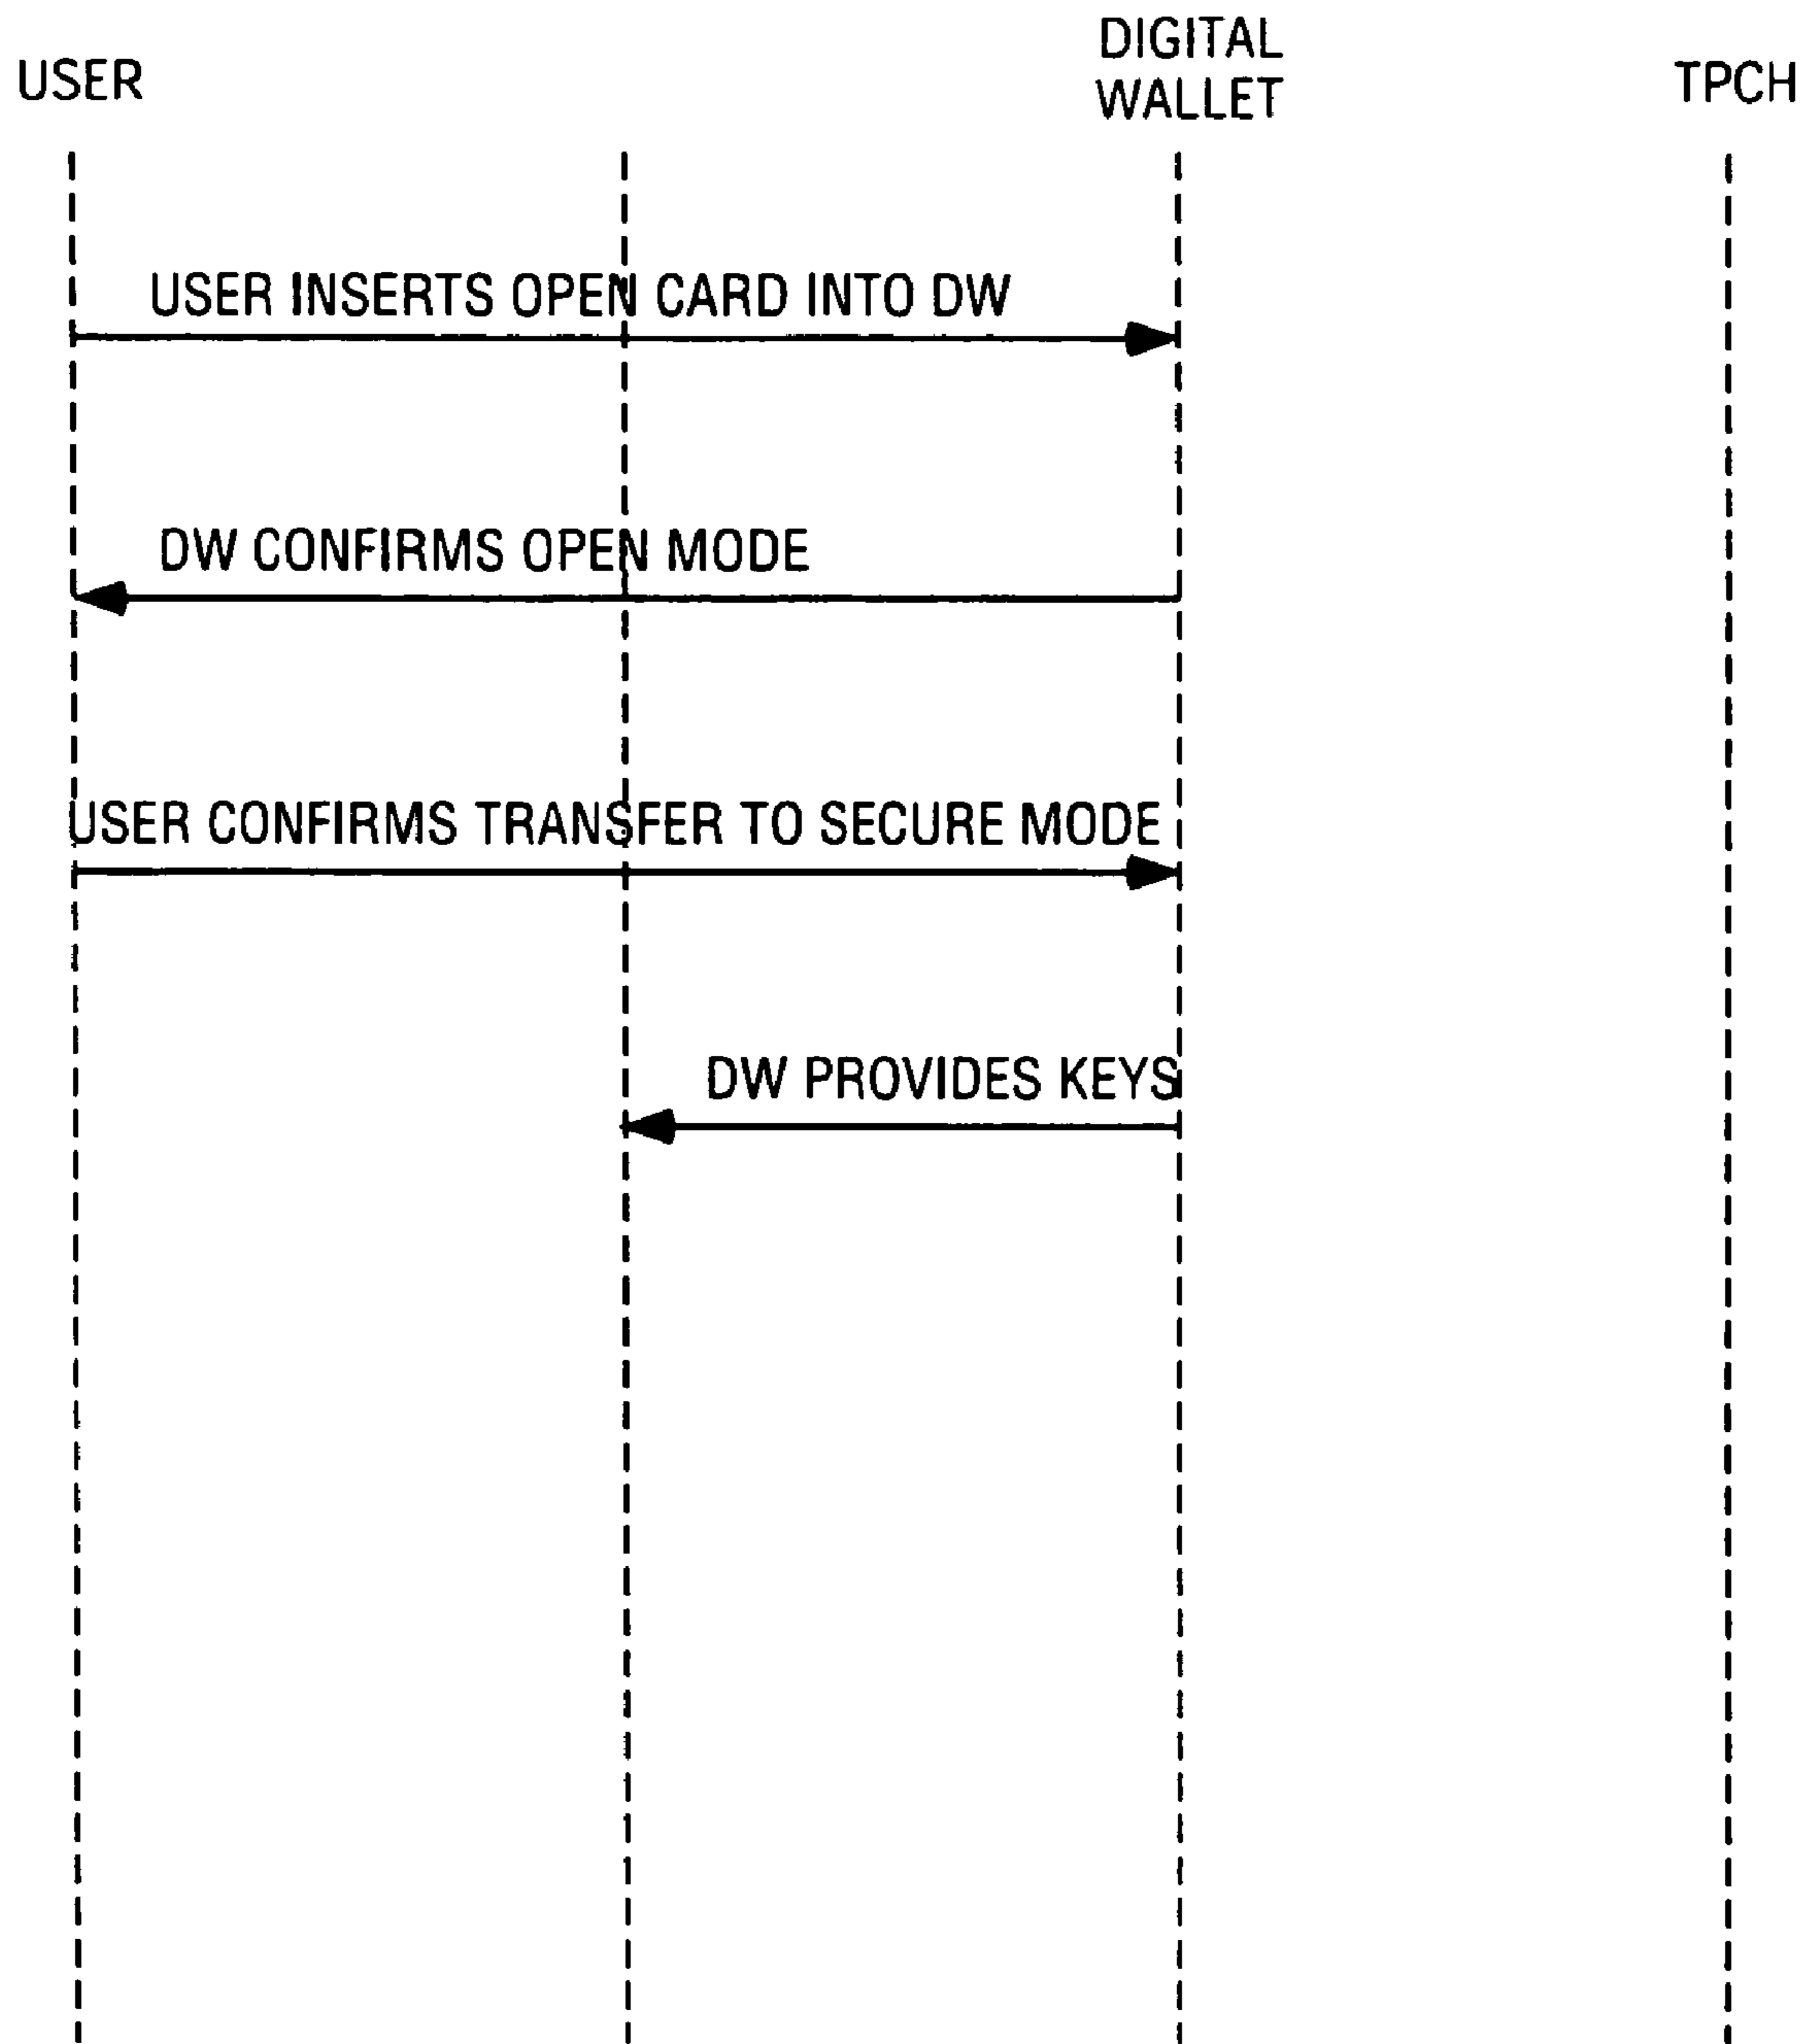 USER
DIGITAL
WALLET
TPCH
USER INSERTS OPEN CARD INTO DW
DW CONFIRMS OPEN MODE
USER CONFIRMS TRANSFER TO SECURE MODE
DW PROVIDES KEYS